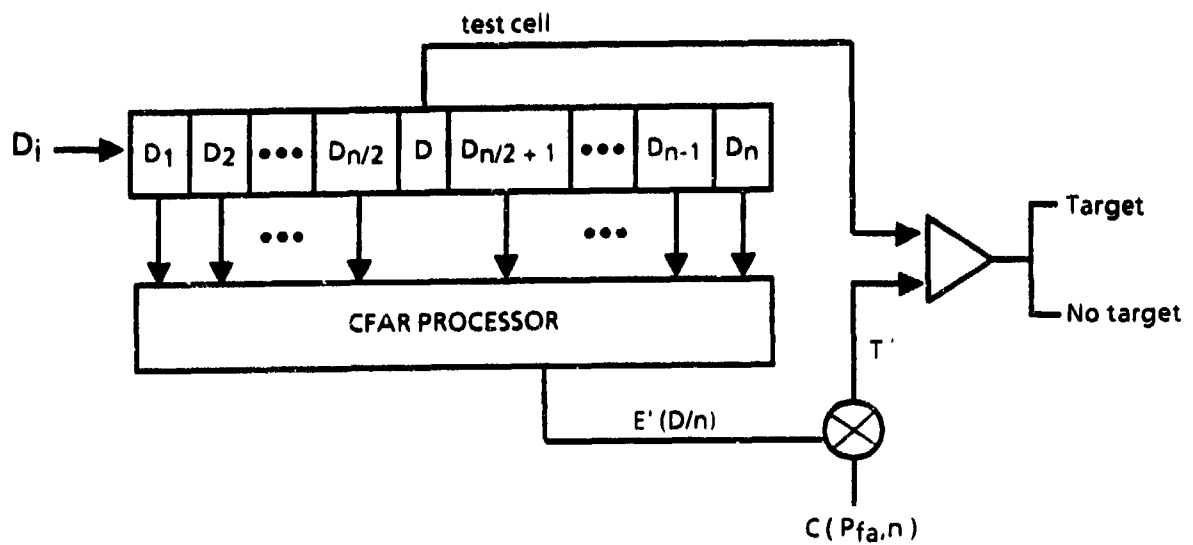 test cell
Di
D1 D2 ••• Dn/2 D Dn/2 + 1 ••• Dn-1 Dn
••• •••
Target
CFAR PROCESSOR
No target
T'
E' (D/n)
C ( Pfa,n )